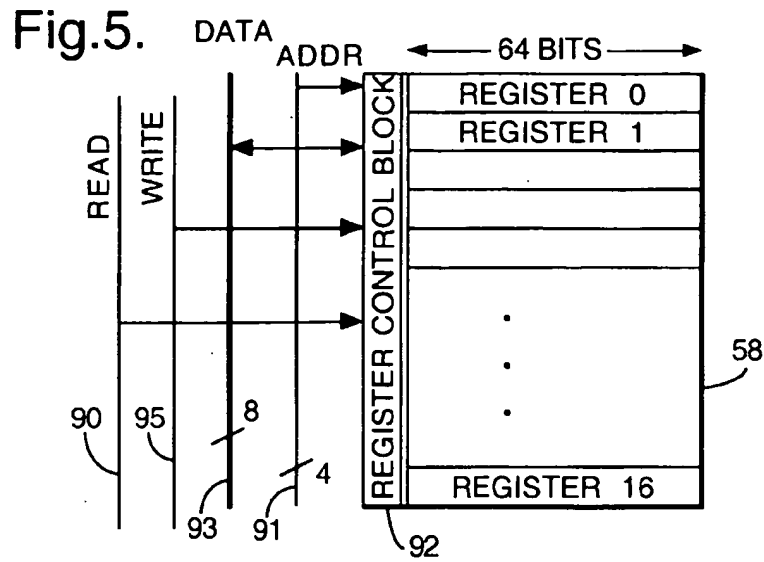 Fig.5.
DATA
ADDR
64 BITS
READ
WRITE
REGISTER CONTROL BLOCK
REGISTER 0
REGISTER 1
58
90
95
8
93
4
91
REGISTER 16
92